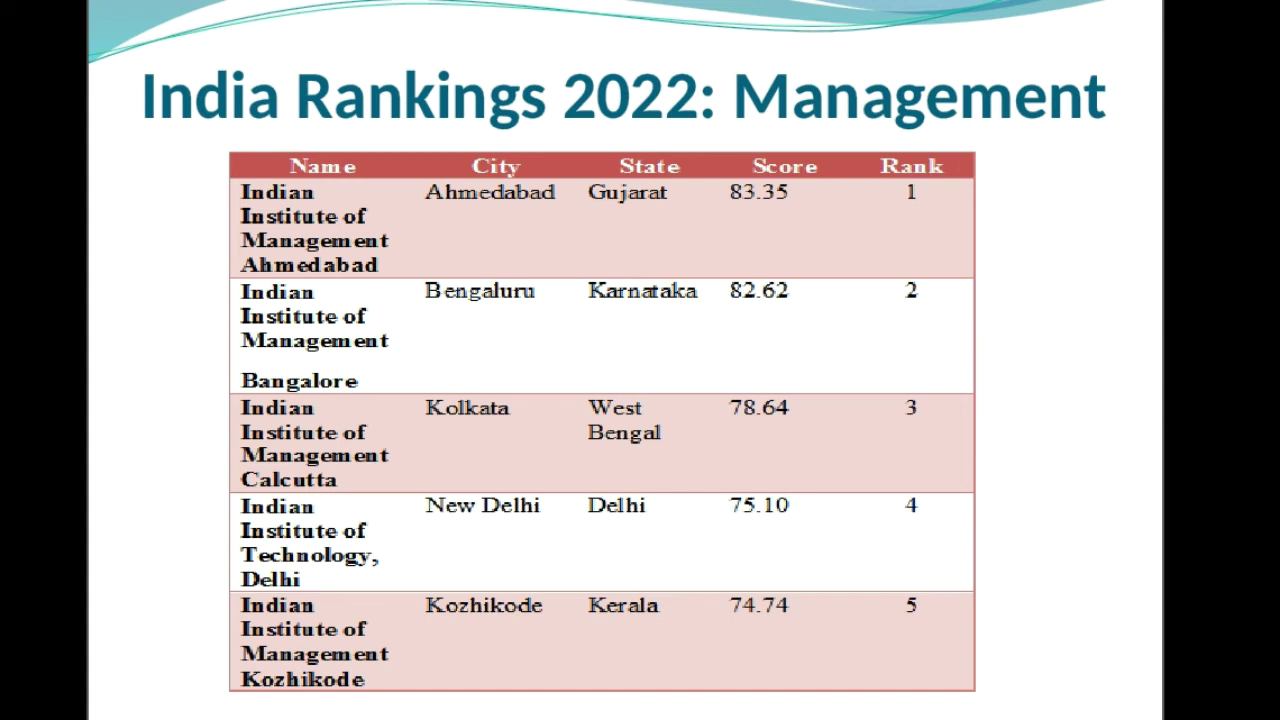 India Rankings 2022: Management
Name City State Score Rank
Indian Ahmedabad Gujarat 83.35 1
Institute of
Management
Ahmedabad
Indian Bengaluru Karnataka 82.62 2
Institute of
Management
Bangalore
Indian Kolkata West 78.64 3
Institute of Bengal
Management
Calcutta
Indian New Delhi Delhi 75.10 4
Institute of
Technology,
Delhi
Indian Kozhikode Kerala 74.74 5
Institute of
Management
Kozhikode